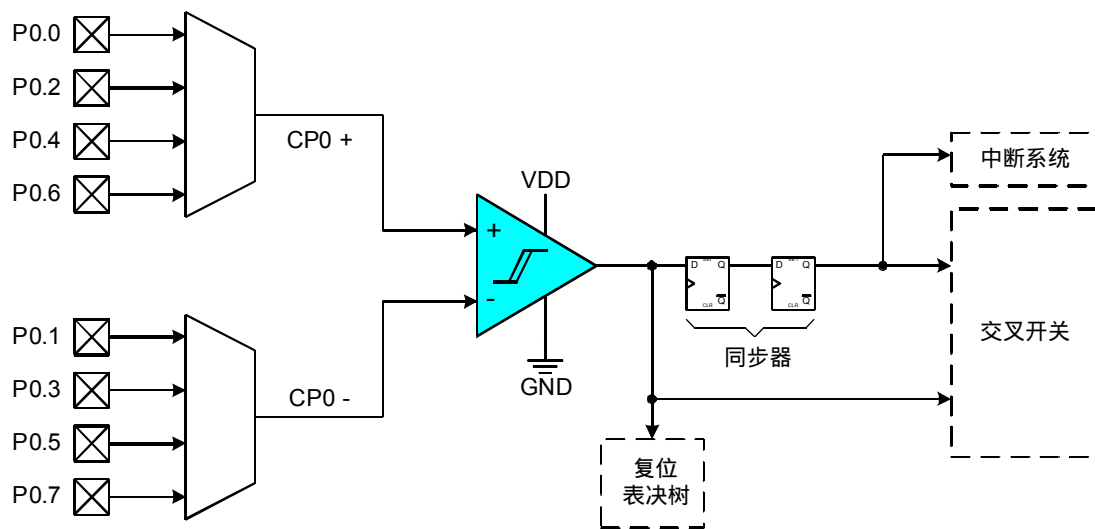 P0.0
P0.2
P0.4
P0.6
CP0 +
P0.1
P0.3
P0.5
P0.7
CP0 -
VDD
+
-
GND
D
Q
CLR
Q
D
Q
CLR
Q
同步器
中断系统
交叉开关
复位
表决树